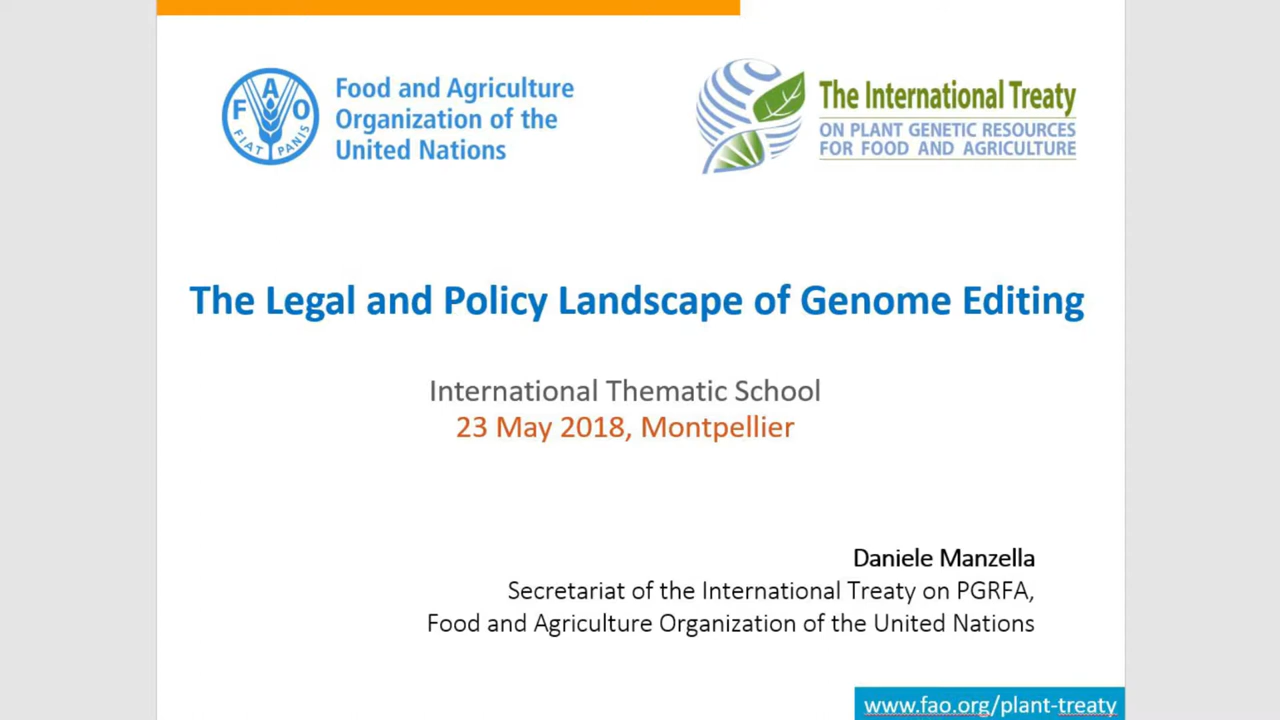 FAO
FIAT PANIS
Food and Agriculture
Organization of the
United Nations
The International Treaty
ON PLANT GENETIC RESOURCES
FOR FOOD AND AGRICULTURE
The Legal and Policy Landscape of Genome Editing
International Thematic School
23 May 2018, Montpellier
Daniele Manzella
Secretariat of the International Treaty on PGRFA,
Food and Agriculture Organization of the United Nations
www.fao.org/plant-treaty